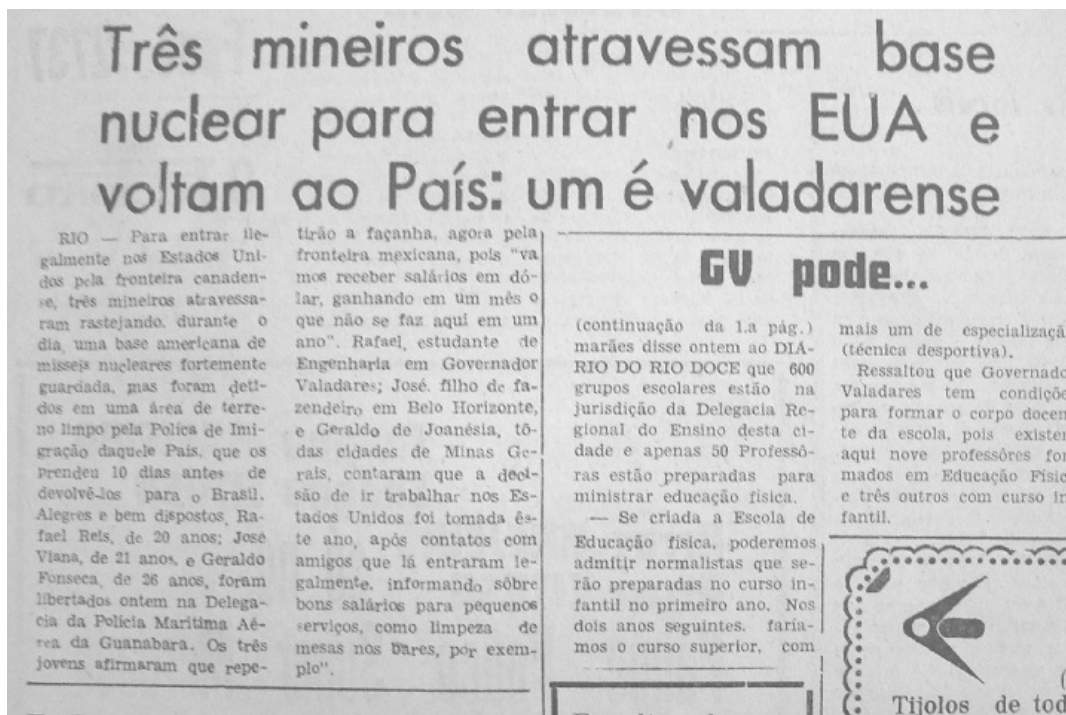 Três mineiros atravessam base
nuclear para entrar nos EUA e
voltam ao País: um é valadarense
RIO — Para entrar ile-
galmente nos Estados Uni-
dos pela fronteira canaden-
se, três mineiros atravessa-
ram rastejando, durante o
dia, uma base americana de
misseis nucleares fortemente
guardada, mas foram deti-
dos em uma área de terre-
no limpo pela Polica de Imi-
gração daquele País, que os
prendeu 10 dias antes de
devolvê-los para o Brasil.
Alegres e bem dispostos, Ra-
fael Reis, de 20 anos; José
Viana, de 21 anos, e Geraldo
Fonseca, de 26 anos, foram
libertados ontem na Delega-
cia da Polícia Marítima Aé-
rea da Guanabara. Os três
jovens afirmaram que repe-
tirão a façanha, agora pela
fronteira mexicana, pois "va
mos receber salários em dó-
lar, ganhando em um mês o
que não se faz aqui em um
ano". Rafael, estudante de
Engenharia em Governador
Valadares; José, filho de fa-
zendeiro em Belo Horizonte,
e Geraldo de Joanésia, tô-
das cidades de Minas Ge-
rais, contaram que a deci-
são de ir trabalhar nos Es-
tados Unidos foi tomada ês-
te ano, após contatos com
amigos que lá entraram le-
galmente, informando sôbre
bons salários para pequenos
serviços, como limpeza de
mesas nos bares, por exem-
plo".
GV pode...
(continuação da 1.a pág.)
marães disse ontem ao DIÁ-
RIO DO RIO DOCE que 600
grupos escolares estão na
jurisdição da Delegacia Re-
gional do Ensino desta ci-
dade e apenas 50 Professô-
ras estão preparadas para
ministrar educação física.
— Se criada a Escola de
Educação física, poderemos
admitir normalistas que se-
rão preparadas no curso in-
fantil no primeiro ano. Nos
dois anos seguintes, faría-
mos o curso superior, com
mais um de especializaçã
(técnica desportiva).
Ressaltou que Governado
Valadares tem condiçõe
para formar o corpo docen
te da escola, pois existem
aqui nove professôres for
mados em Educação Físic
e três outros com curso in
fantil.
Tijolos de tod